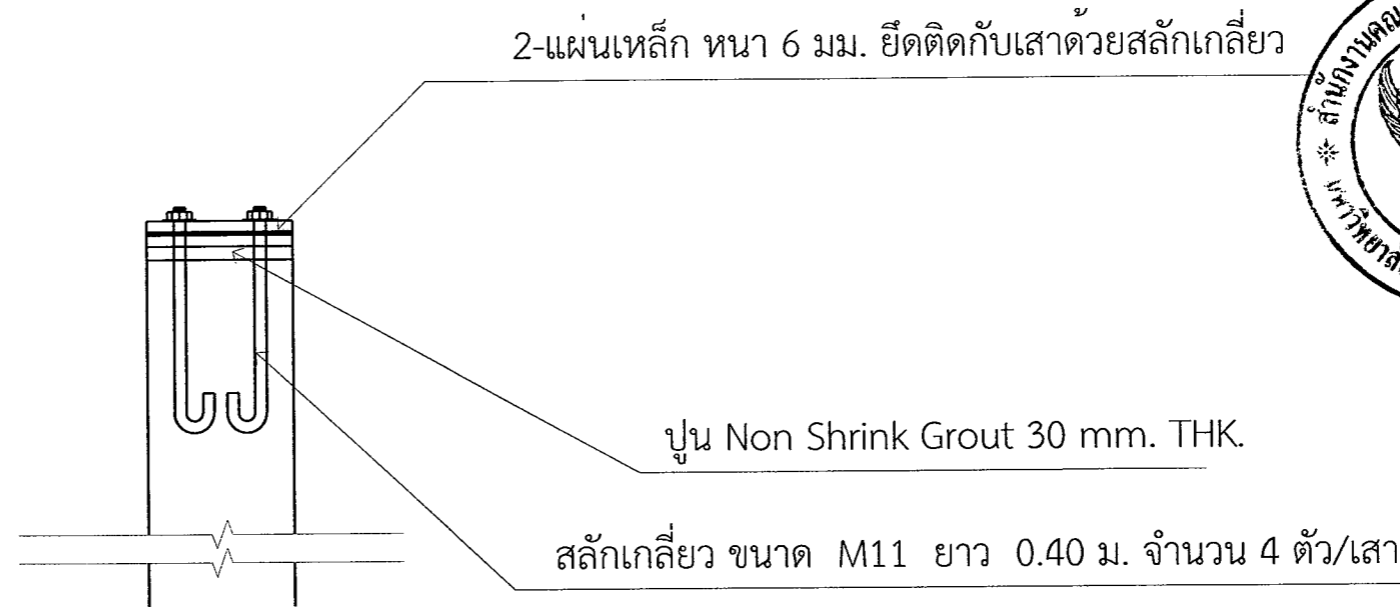 2-แผ่นเหล็ก หนา 6 มม. ยึดติดกับเสาด้วยสลักเกลี่ยว
ปูน Non Shrink Grout 30 mm. THK.
สลักเกลี่ยว ขนาด M11 ยาว 0.40 ม. จำนวน 4 ตัว/เสา